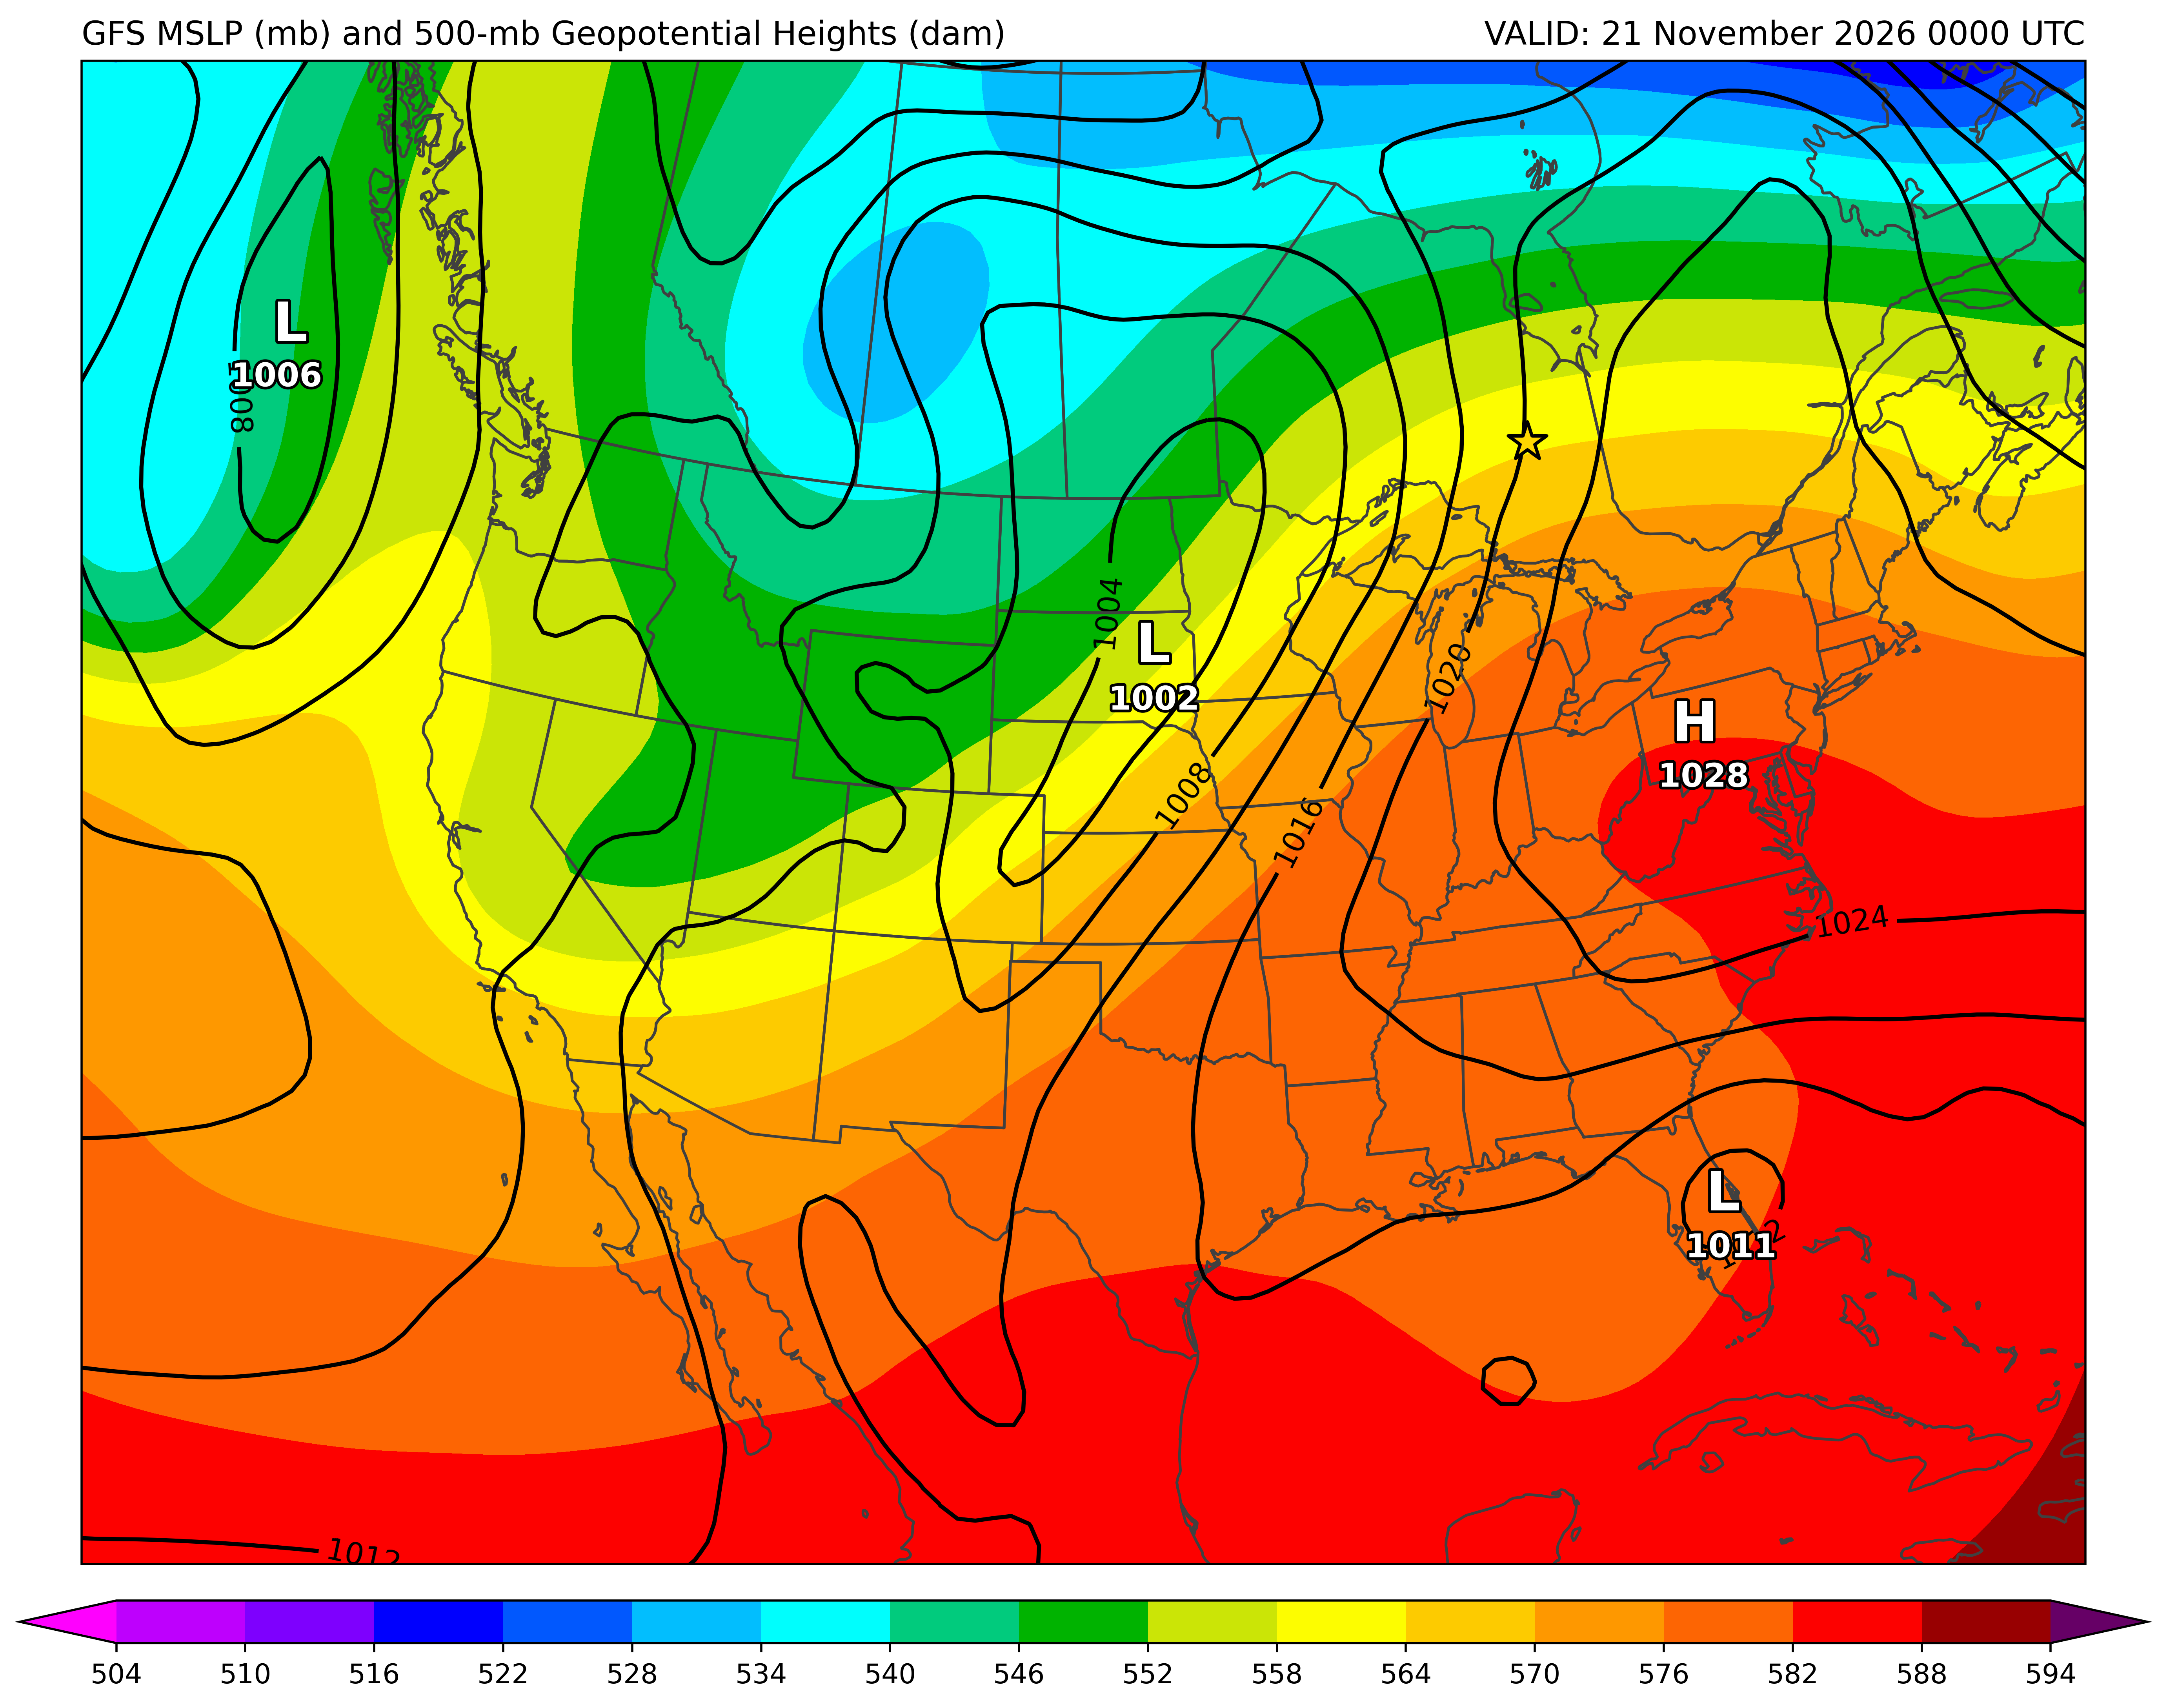 GFS MSLP (mb) and 500-mb Geopotential Heights (dam)
VALID: 21 November 2026 0000 UTC
L
1006
1008
1004
L
1002
1020
H
1028
1008
1016
1024
L
1011
1012
504 510 516 522 528 534 540 546 552 558 564 570 576 582 588 594